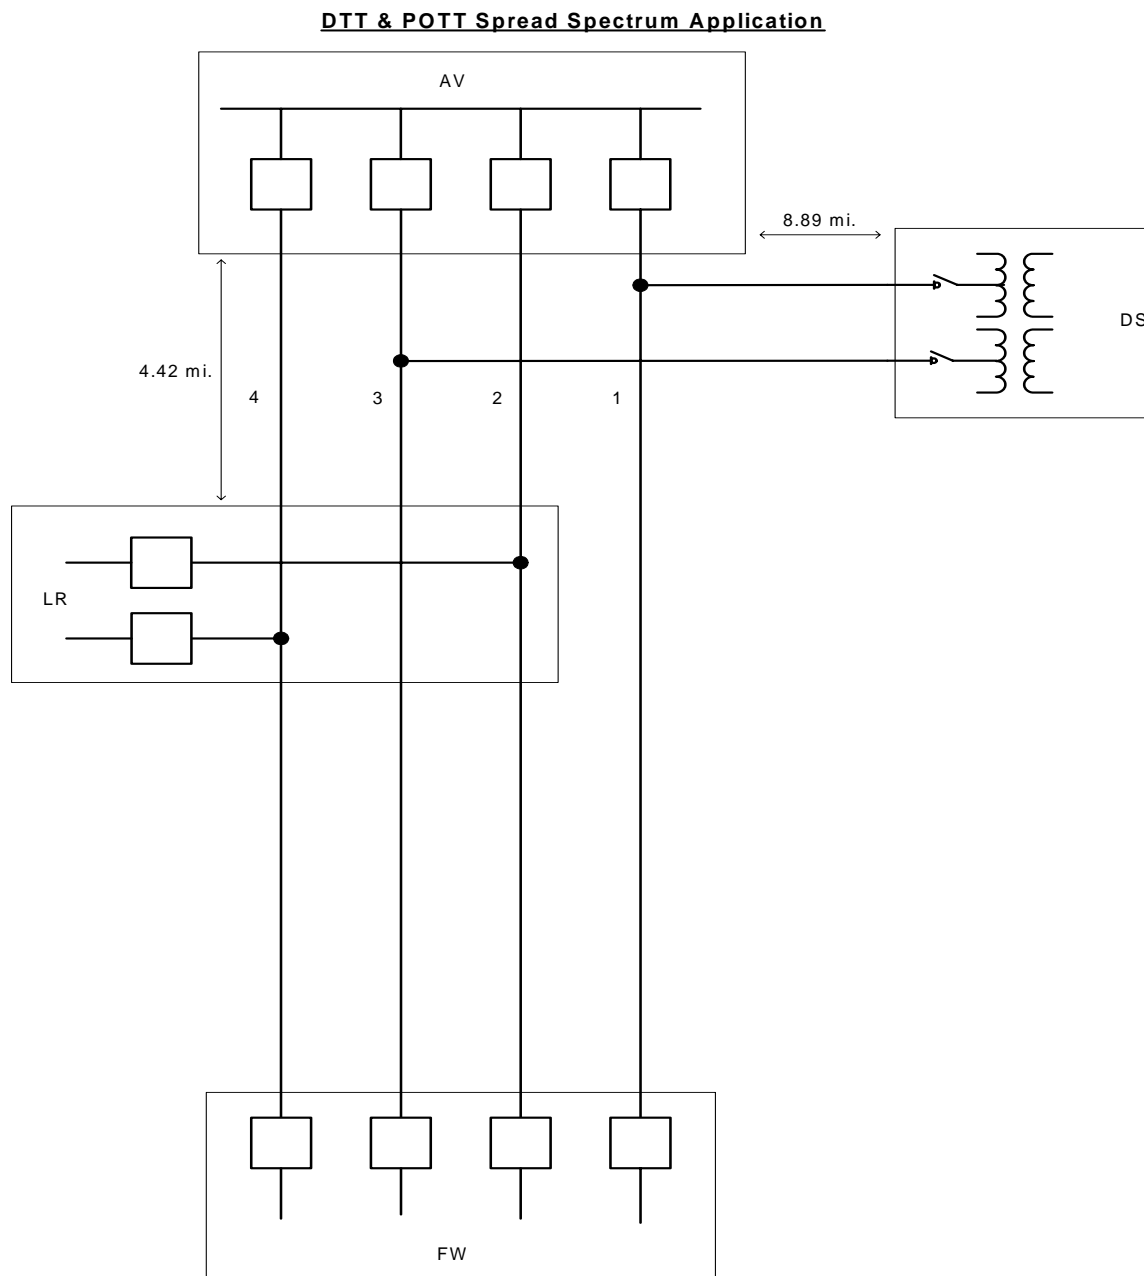 DTT & POTT Spread Spectrum Application
AV
8.89 mi.
DS
4.42 mi.
4
3
2
1
LR
FW